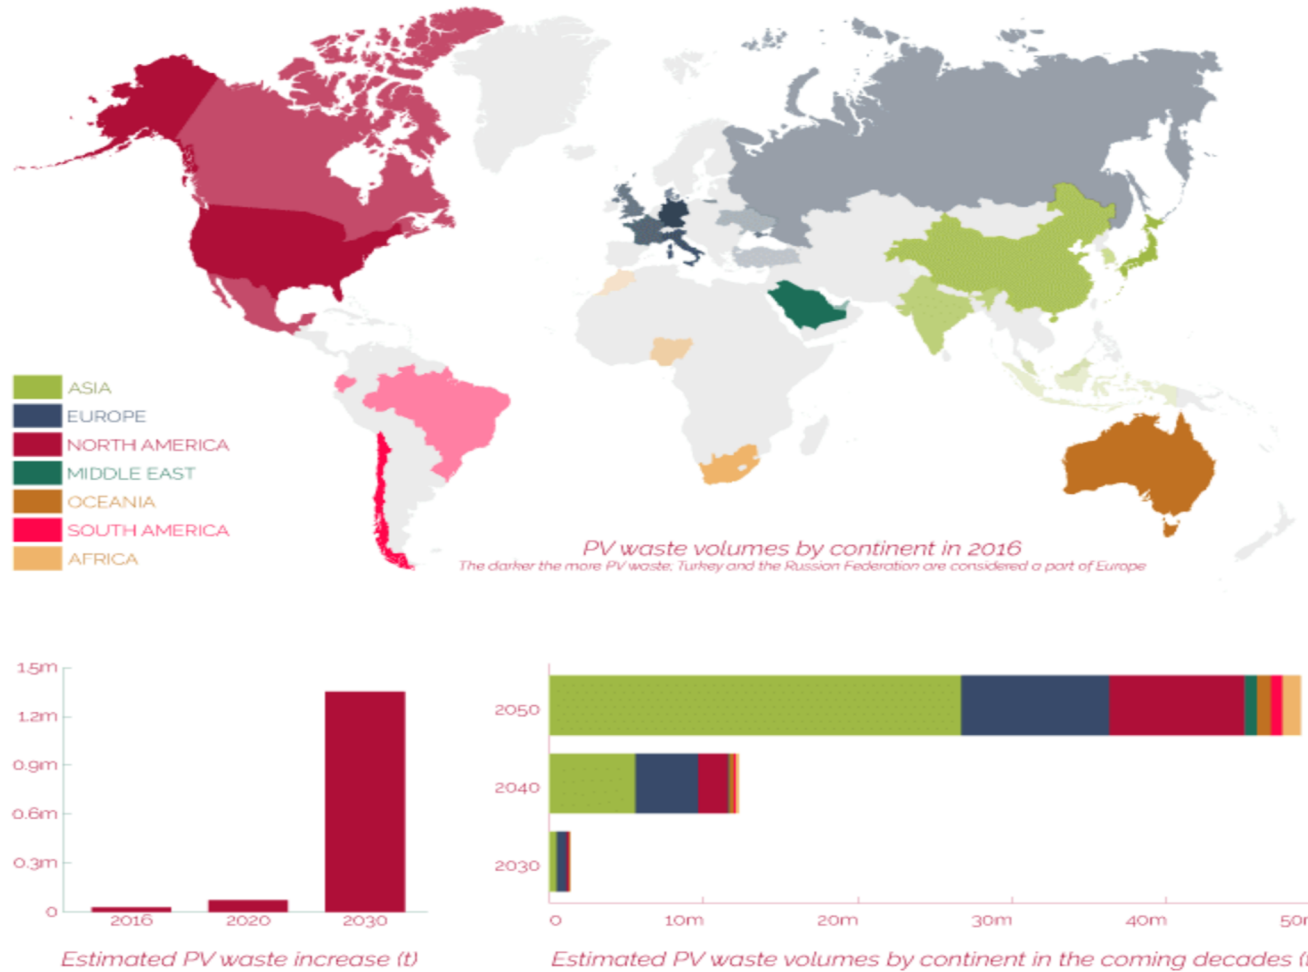 ASIA
EUROPE
NORTH AMERICA
MIDDLE EAST
OCEANIA
SOUTH AMERICA
AFRICA
PV waste volumes by continent in 2016
The darker the more PV waste; Turkey and the Russian Federation are considered a part of Europe
1.5m
1.2m
0.9m
0.6m
0.3m
0
2016 2020 2030
Estimated PV waste increase (t)
2050
2040
2030
0 10m 20m 30m 40m 50m
Estimated PV waste volumes by continent in the coming decades (t